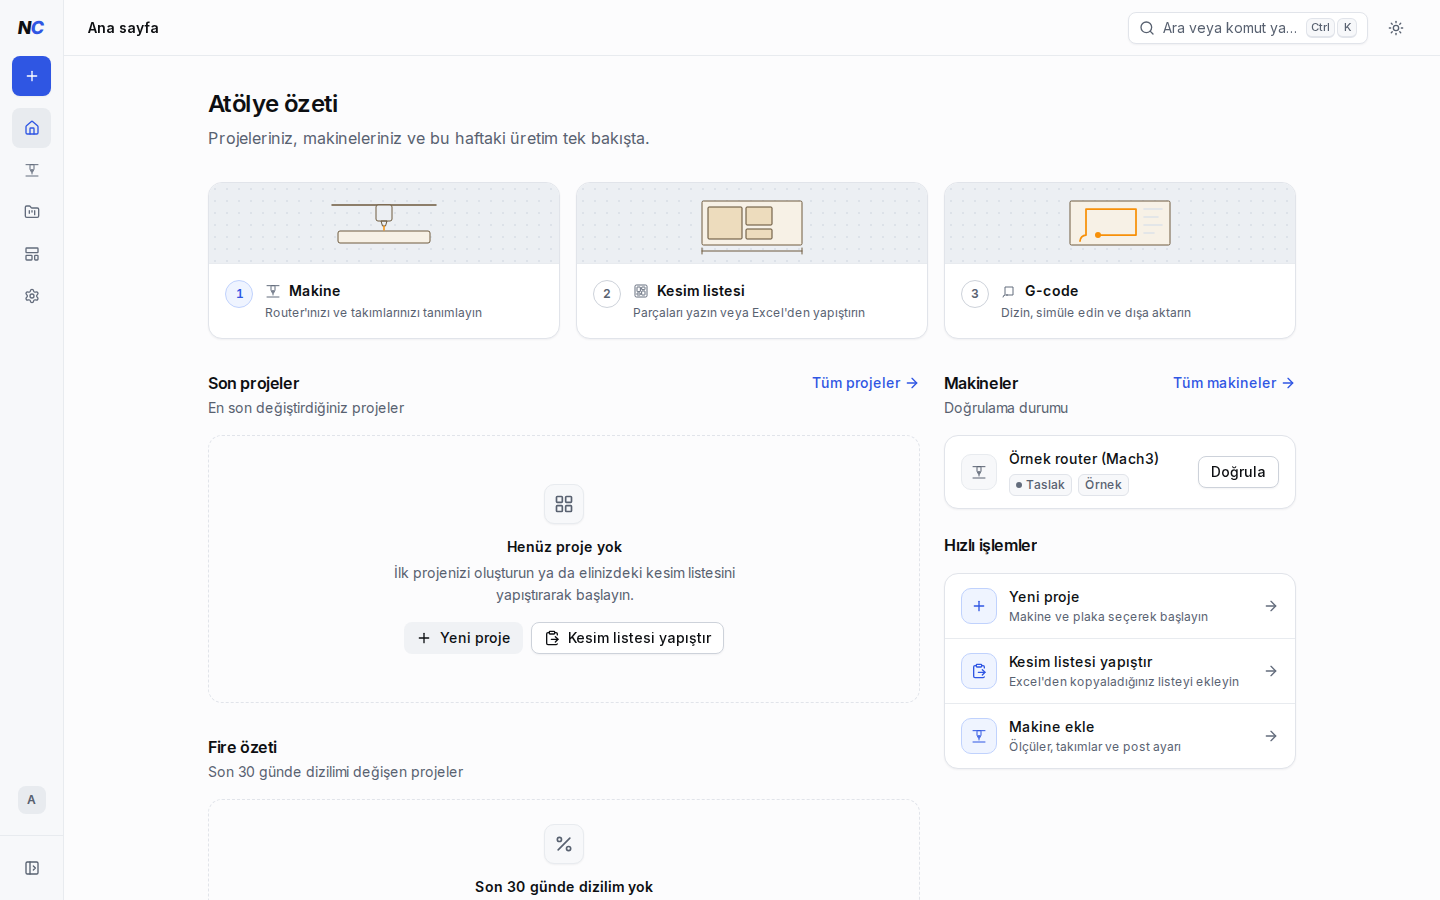 NC
Ana sayfa
Ara veya komut ya...
Ctrl K
Atölye özeti
Projeleriniz, makineleriniz ve bu haftaki üretim tek bakışta.
1
Makine
Router'ınızı ve takımlarınızı tanımlayın
2
Kesim listesi
Parçaları yazın veya Excel'den yapıştırın
3
G-code
Dizin, simüle edin ve dışa aktarın
Son projeler
Tüm projeler
En son değiştirdiğiniz projeler
Henüz proje yok
İlk projenizi oluşturun ya da elinizdeki kesim listesini
yapıştırarak başlayın.
Yeni proje
Kesim listesi yapıştır
Fire özeti
Son 30 günde dizilimi değişen projeler
Son 30 günde dizilim yok
Makineler
Tüm makineler
Doğrulama durumu
Örnek router (Mach3)
Taslak
Örnek
Doğrula
Hızlı işlemler
Yeni proje
Makine ve plaka seçerek başlayın
Kesim listesi yapıştır
Excel'den kopyaladığınız listeyi ekleyin
Makine ekle
Ölçüler, takımlar ve post ayarı
A